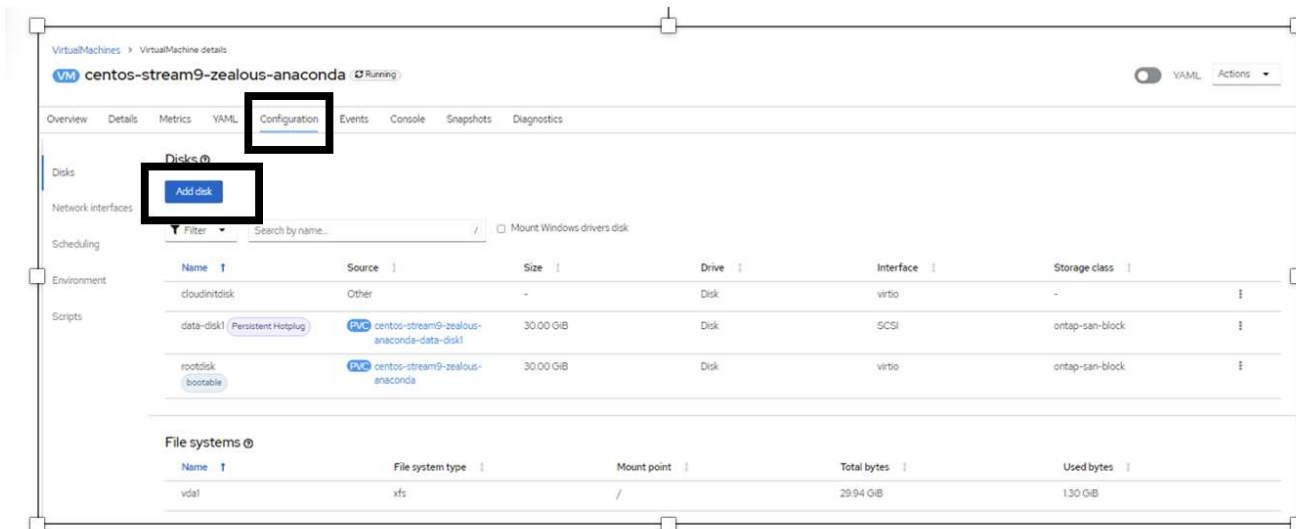 VirtualMachines > VirtualMachine details
VM centos-stream9-zealous-anaconda Running
YAML Actions
Overview Details Metrics YAML Configuration Events Console Snapshots Diagnostics
Disks
Network interfaces
Scheduling
Environment
Scripts
Disks
Add disk
Filter Search by name... / Mount Windows drivers disk
Name Source Size Drive Interface Storage class
cloudinitdisk Other - Disk virtio -
data-disk1 Persistent Hotplug PVC centos-stream9-zealous- 30.00 GiB Disk SCSI ontap-san-block
anaconda-data-disk1
rootdisk PVC centos-stream9-zealous- 30.00 GiB Disk virtio ontap-san-block
bootable anaconda
File systems
Name File system type Mount point Total bytes Used bytes
vda1 xfs / 29.94 GiB 1.30 GiB